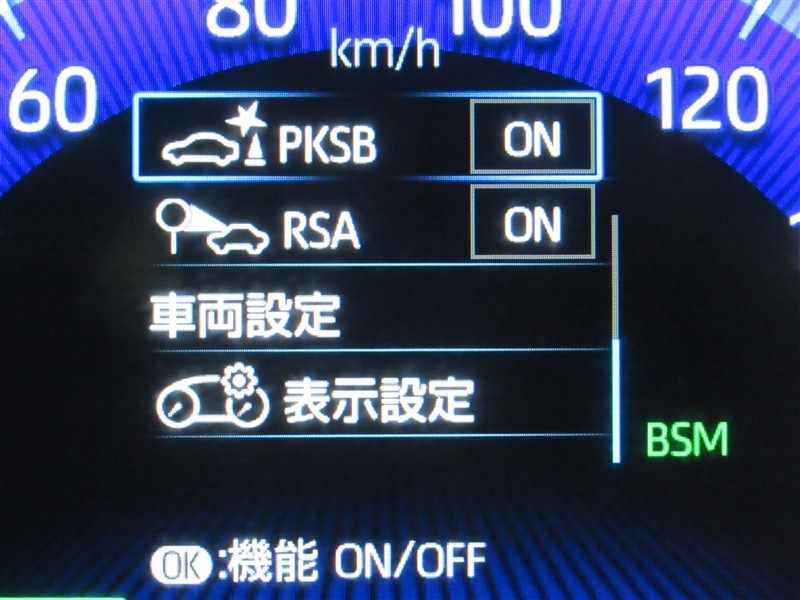 80 100
km/h
60 120
PKSB ON
RSA ON
車両設定
表示設定
BSM
OK:機能 ON/OFF